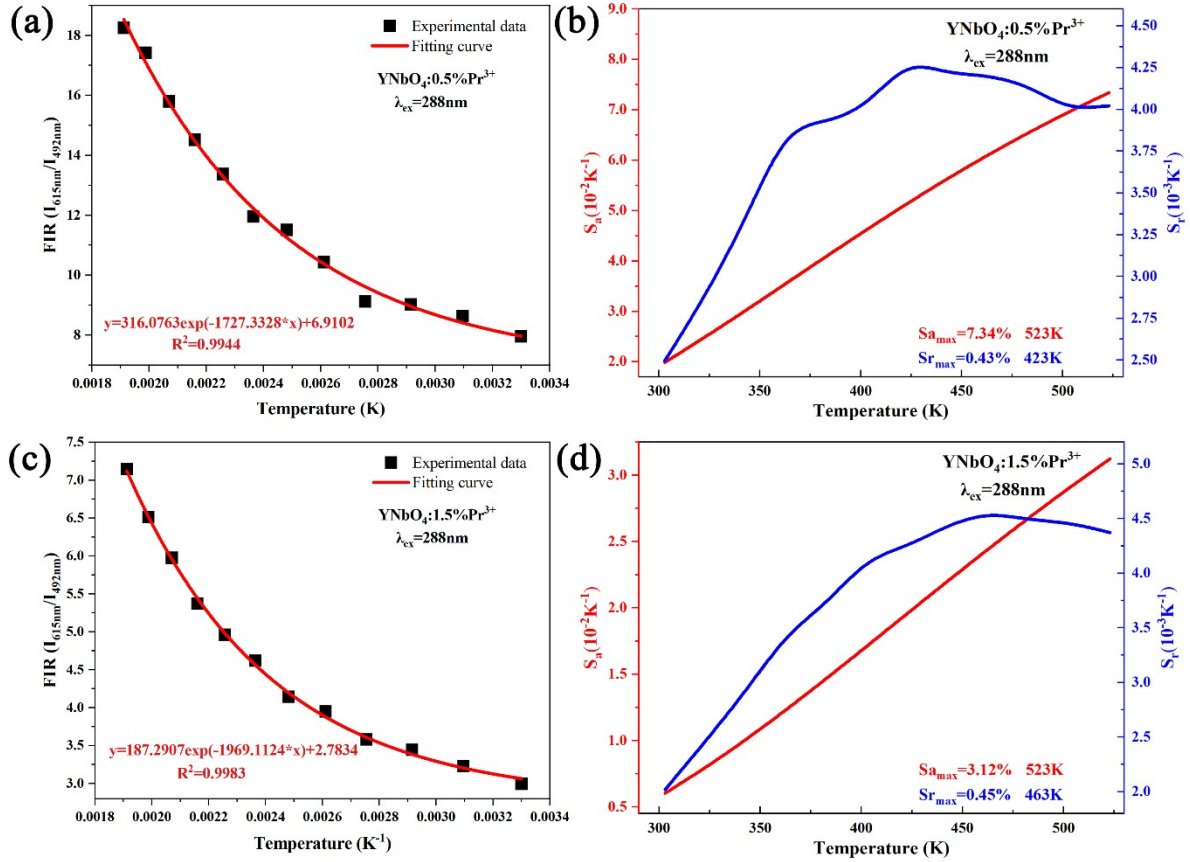 (a)
18
16
14
12
10
8
FIR (I₆₁₅ₙₘ/I₄₉₂ₙₘ)
Experimental data
Fitting curve
YNbO₄:0.5%Pr³⁺
λₑₓ=288nm
y=316.0763exp(-1727.3328*x)+6.9102
R²=0.9944
0.0018 0.0020 0.0022 0.0024 0.0026 0.0028 0.0030 0.0032 0.0034
Temperature (K)
(b)
9.0
8.0
7.0
6.0
5.0
4.0
3.0
2.0
Sₐ(10⁻²K⁻¹)
YNbO₄:0.5%Pr³⁺
λₑₓ=288nm
Saₘₐₓ=7.34% 523K
Srₘₐₓ=0.43% 423K
4.50
4.25
4.00
3.75
3.50
3.25
3.00
2.75
2.50
Sᵣ(10⁻³K⁻¹)
300 350 400 450 500
Temperature (K)
(c)
7.5
7.0
6.5
6.0
5.5
5.0
4.5
4.0
3.5
3.0
FIR (I₆₁₅ₙₘ/I₄₉₂ₙₘ)
Experimental data
Fitting curve
YNbO₄:1.5%Pr³⁺
λₑₓ=288nm
y=187.2907exp(-1969.1124*x)+2.7834
R²=0.9983
0.0018 0.0020 0.0022 0.0024 0.0026 0.0028 0.0030 0.0032 0.0034
Temperature (K⁻¹)
(d)
3.0
2.5
2.0
1.5
1.0
0.5
Sₐ(10⁻²K⁻¹)
YNbO₄:1.5%Pr³⁺
λₑₓ=288nm
Saₘₐₓ=3.12% 523K
Srₘₐₓ=0.45% 463K
5.0
4.5
4.0
3.5
3.0
2.5
2.0
Sᵣ(10⁻³K⁻¹)
300 350 400 450 500
Temperature (K)